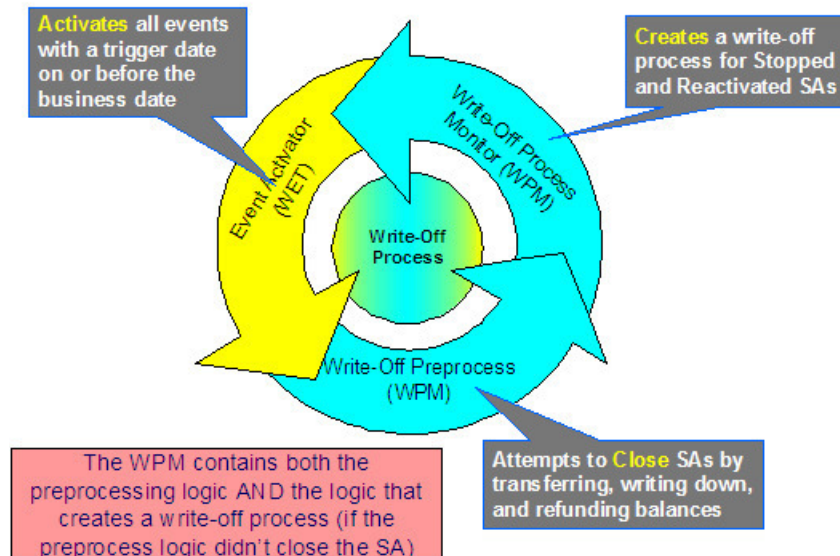 Activates all events
with a trigger date
on or before the
business date
Creates a write-off
process for Stopped
and Reactivated SAs
Write-Off Process
Monitor (WPM)
Event Activator
(WET)
Write-Off
Process
Write-Off Preprocess
(WPM)
Attempts to Close SAs by
transferring, writing down,
and refunding balances
The WPM contains both the
preprocessing logic AND the logic that
creates a write-off process (if the
preprocess logic didn't close the SA)